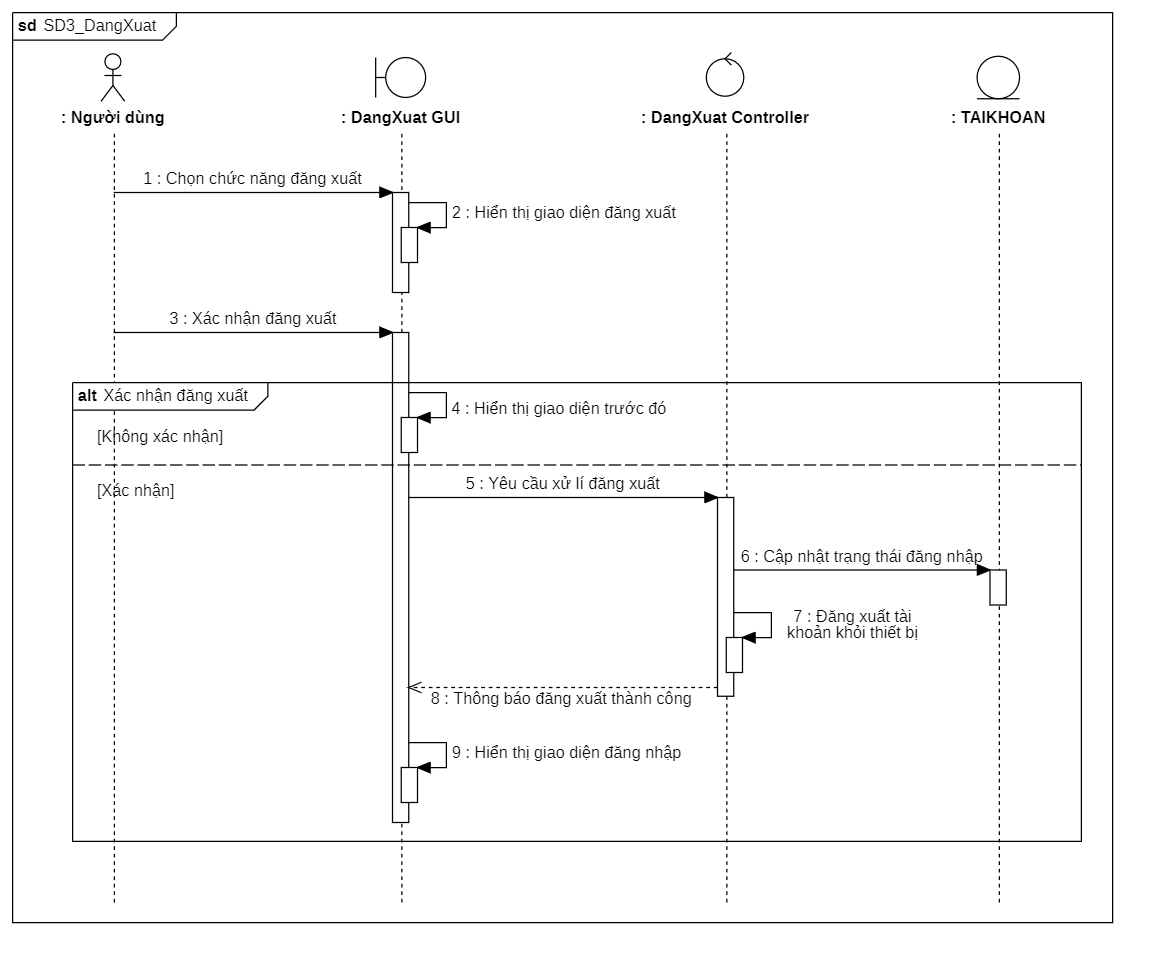 sd SD3_DangXuat
: Người dùng
: DangXuat GUI
: DangXuat Controller
: TAIKHOAN
1 : Chọn chức năng đăng xuất
2 : Hiển thị giao diện đăng xuất
3 : Xác nhận đăng xuất
alt Xác nhận đăng xuất
4 : Hiển thị giao diện trước đó
[Không xác nhận]
[Xác nhận]
5 : Yêu cầu xử lí đăng xuất
6 : Cập nhật trạng thái đăng nhập
7 : Đăng xuất tài
khoản khỏi thiết bị
8 : Thông báo đăng xuất thành công
9 : Hiển thị giao diện đăng nhập